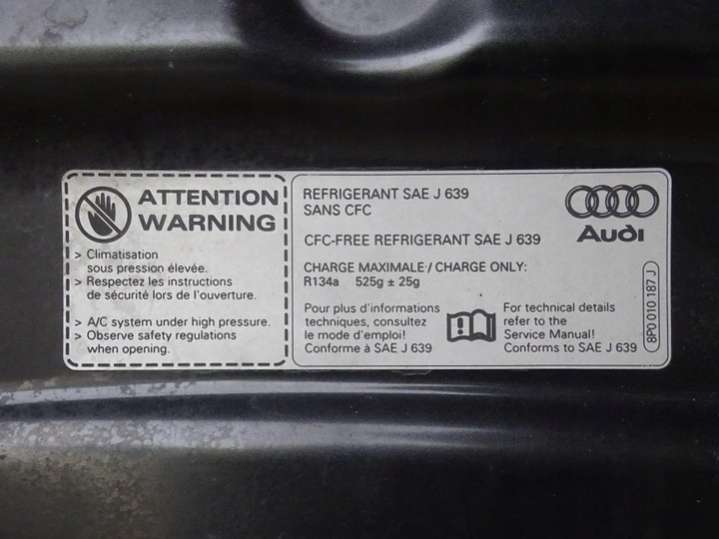 ATTENTION
WARNING
> Climatisation
sous pression élevée.
> Respectez les instructions
de sécurité lors de l'ouverture.
> A/C system under high pressure.
> Observe safety regulations
when opening.
REFRIGERANT SAE J 639
SANS CFC
CFC-FREE REFRIGERANT SAE J 639
CHARGE MAXIMALE / CHARGE ONLY:
R134a 525g ± 25g
Pour plus d'informations
techniques, consultez
le mode d'emploi!
Conforme à SAE J 639
For technical details
refer to the
Service Manual!
Conforms to SAE J 639
Audi
8P0 010 187 J